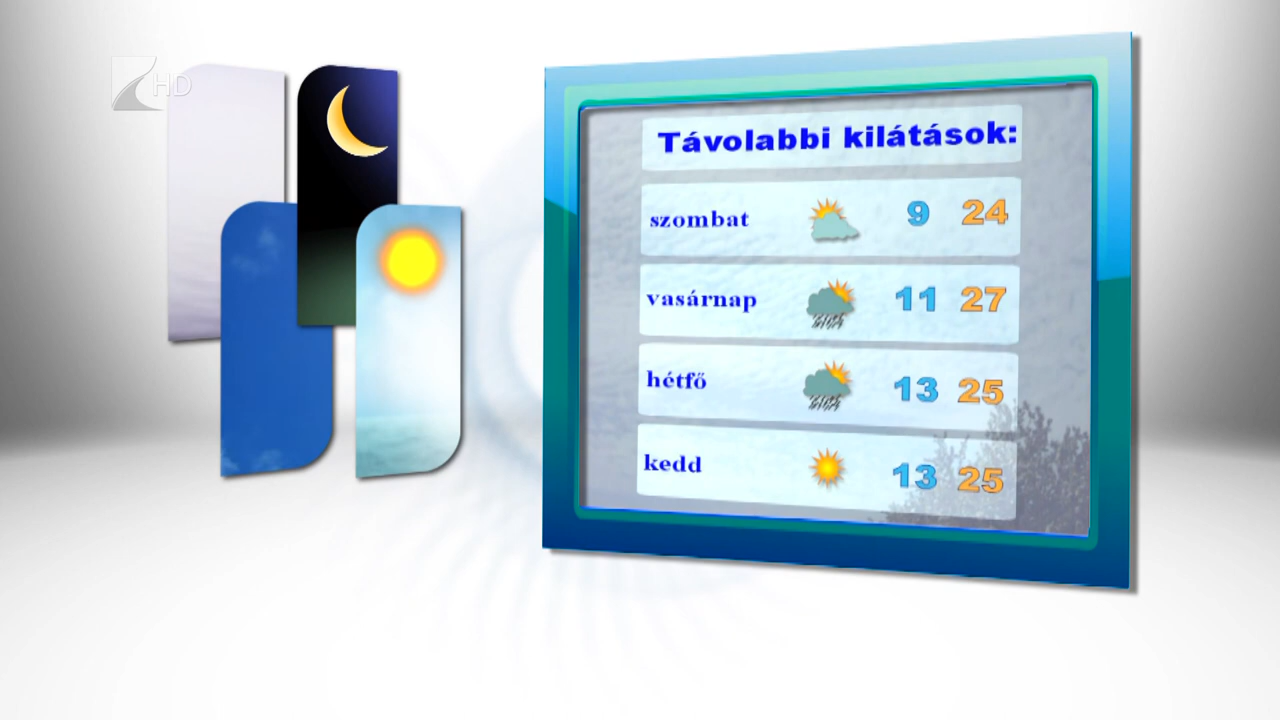 HD
Távolabbi kilátások:
szombat 9 24
vasárnap 11 27
hétfő 13 25
kedd 13 25